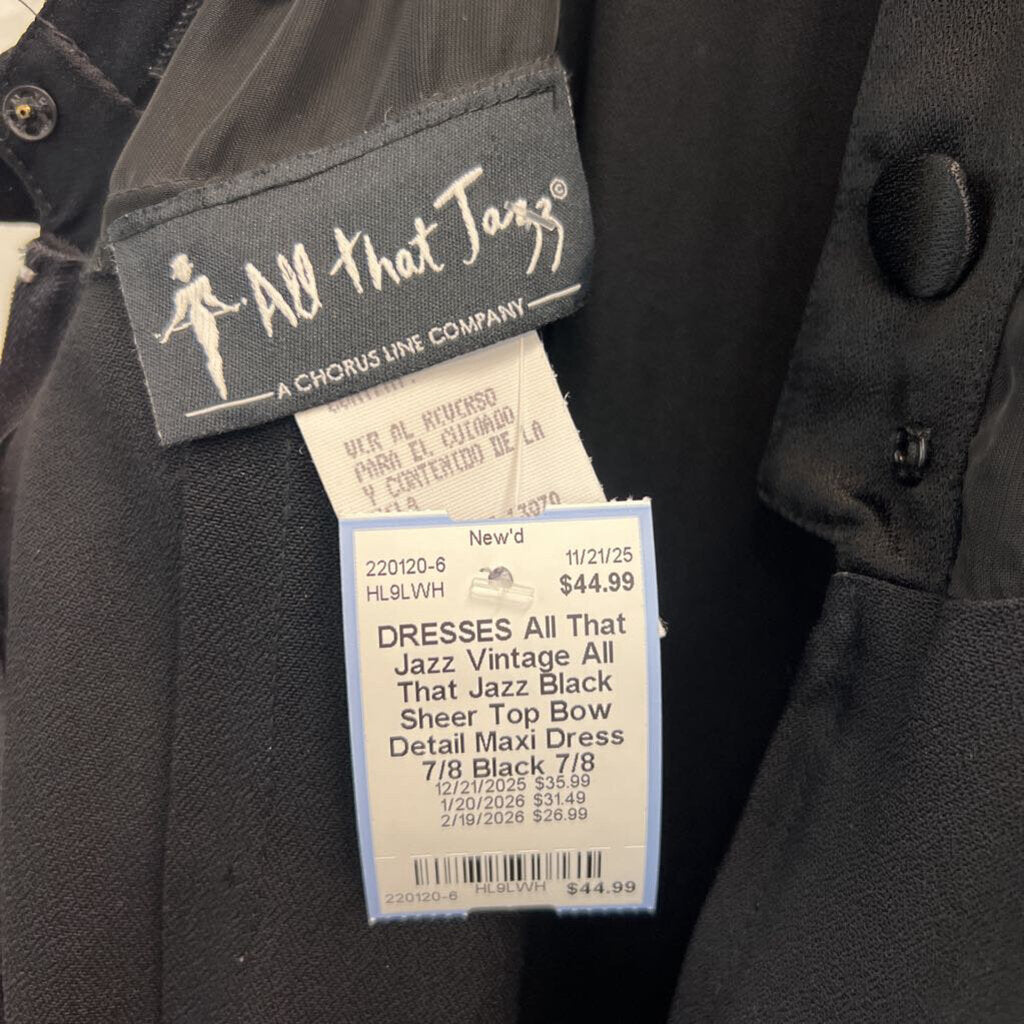 All that Jazz©
A CHORUS LINE COMPANY
VER AL REVERSO
PARA EL CUIDADO
Y CONTENIDO DE LA
TELA
13070
New'd
220120-6 11/21/25
HL9LWH $44.99
DRESSES All That
Jazz Vintage All
That Jazz Black
Sheer Top Bow
Detail Maxi Dress
7/8 Black 7/8
12/21/2025 $35.99
1/20/2026 $31.49
2/19/2026 $26.99
220120-6 HL9LWH $44.99